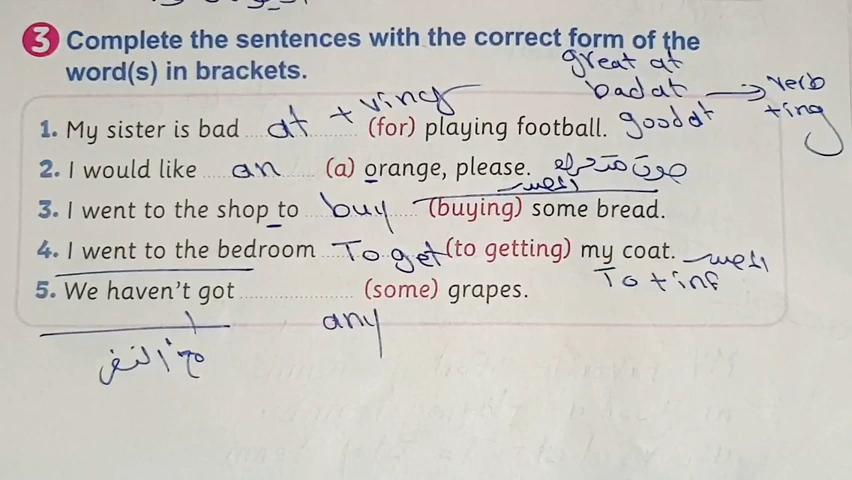 3 Complete the sentences with the correct form of the
word(s) in brackets.
great at
bad at → verb
+ing
good at
1. My sister is bad at + ving (for) playing football.
2. I would like an (a) orange, please. صوت متحرك
3. I went to the shop to buy (buying) some bread.
4. I went to the bedroom To get (to getting) my coat.
To + inf
5. We haven't got (some) grapes.
any
النفى